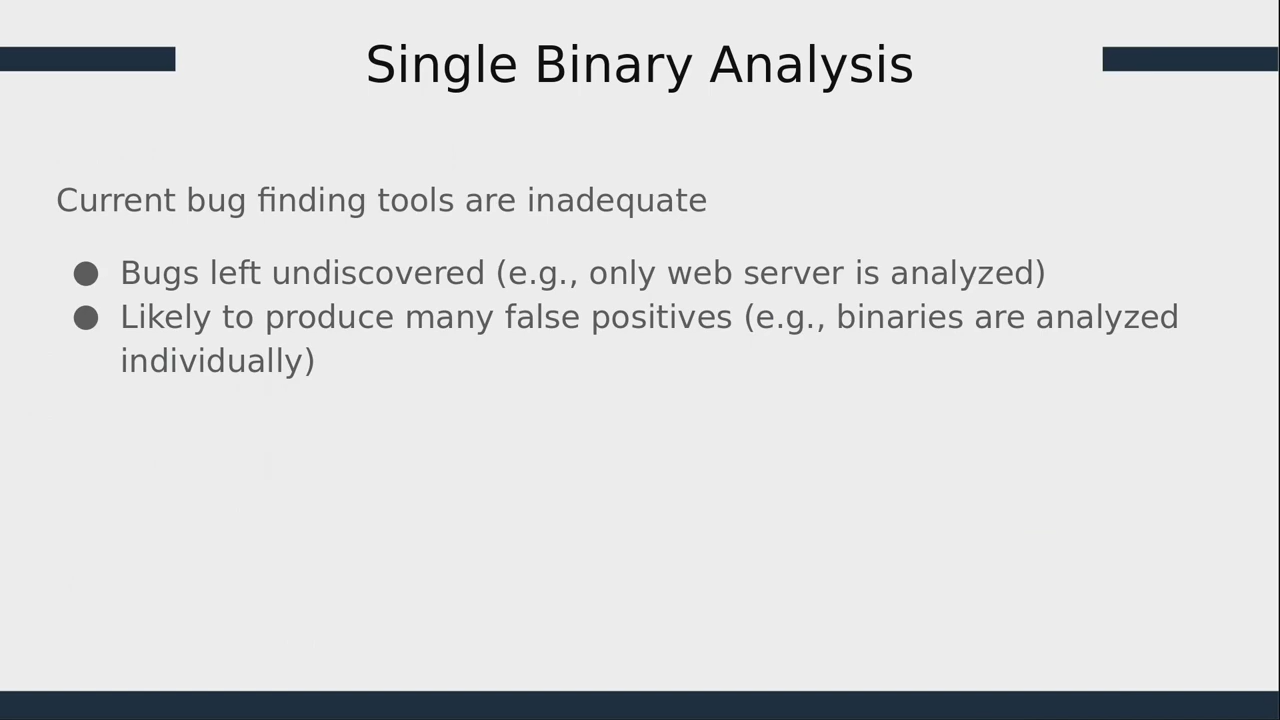 Single Binary Analysis
Current bug finding tools are inadequate
● Bugs left undiscovered (e.g., only web server is analyzed)
● Likely to produce many false positives (e.g., binaries are analyzed
individually)